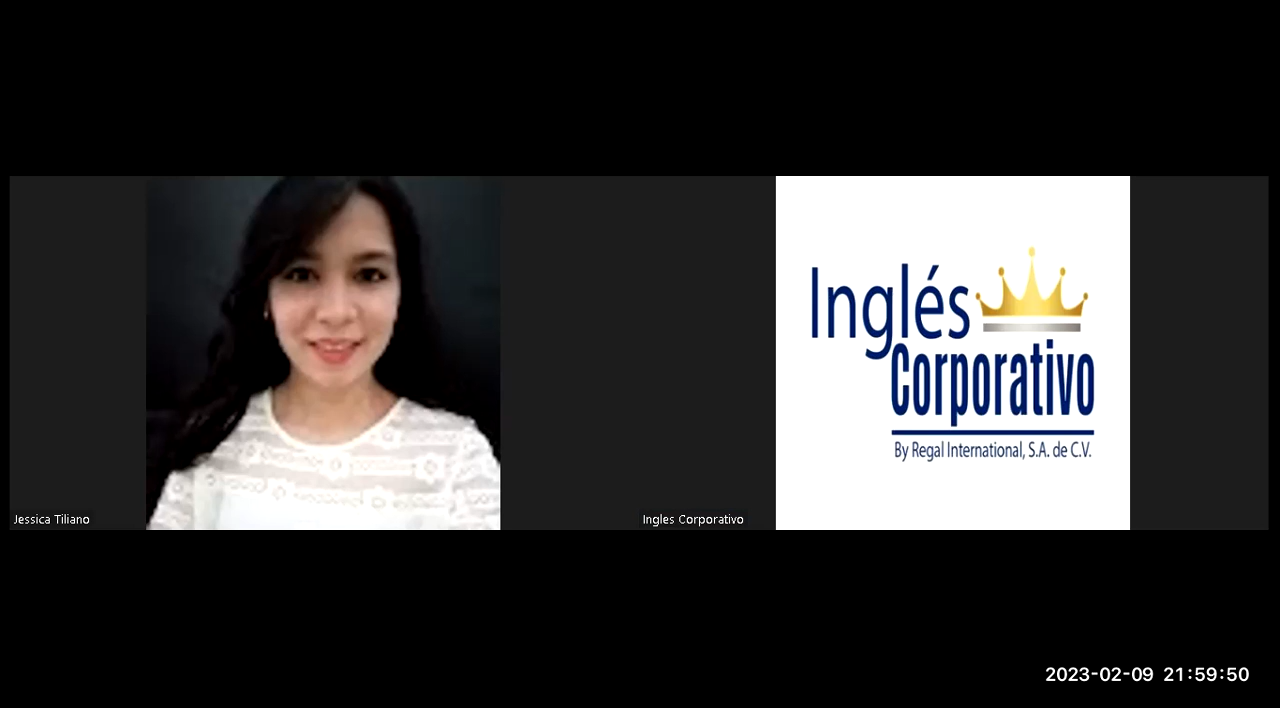 Inglés
Corporativo
By Regal International, S.A. de C.V.
Jessica Tiliano
Ingles Corporativo
2023-02-09 21:59:50